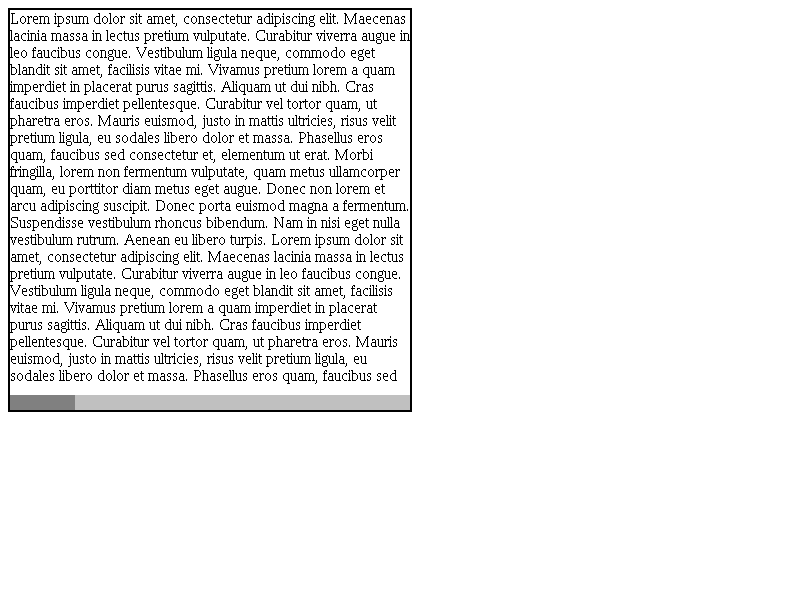 Lorem ipsum dolor sit amet, consectetur adipiscing elit. Maecenas
lacinia massa in lectus pretium vulputate. Curabitur viverra augue in
leo faucibus congue. Vestibulum ligula neque, commodo eget
blandit sit amet, facilisis vitae mi. Vivamus pretium lorem a quam
imperdiet in placerat purus sagittis. Aliquam ut dui nibh. Cras
faucibus imperdiet pellentesque. Curabitur vel tortor quam, ut
pharetra eros. Mauris euismod, justo in mattis ultricies, risus velit
pretium ligula, eu sodales libero dolor et massa. Phasellus eros
quam, faucibus sed consectetur et, elementum ut erat. Morbi
fringilla, lorem non fermentum vulputate, quam metus ullamcorper
quam, eu porttitor diam metus eget augue. Donec non lorem et
arcu adipiscing suscipit. Donec porta euismod magna a fermentum.
Suspendisse vestibulum rhoncus bibendum. Nam in nisi eget nulla
vestibulum rutrum. Aenean eu libero turpis. Lorem ipsum dolor sit
amet, consectetur adipiscing elit. Maecenas lacinia massa in lectus
pretium vulputate. Curabitur viverra augue in leo faucibus congue.
Vestibulum ligula neque, commodo eget blandit sit amet, facilisis
vitae mi. Vivamus pretium lorem a quam imperdiet in placerat
purus sagittis. Aliquam ut dui nibh. Cras faucibus imperdiet
pellentesque. Curabitur vel tortor quam, ut pharetra eros. Mauris
euismod, justo in mattis ultricies, risus velit pretium ligula, eu
sodales libero dolor et massa. Phasellus eros quam, faucibus sed